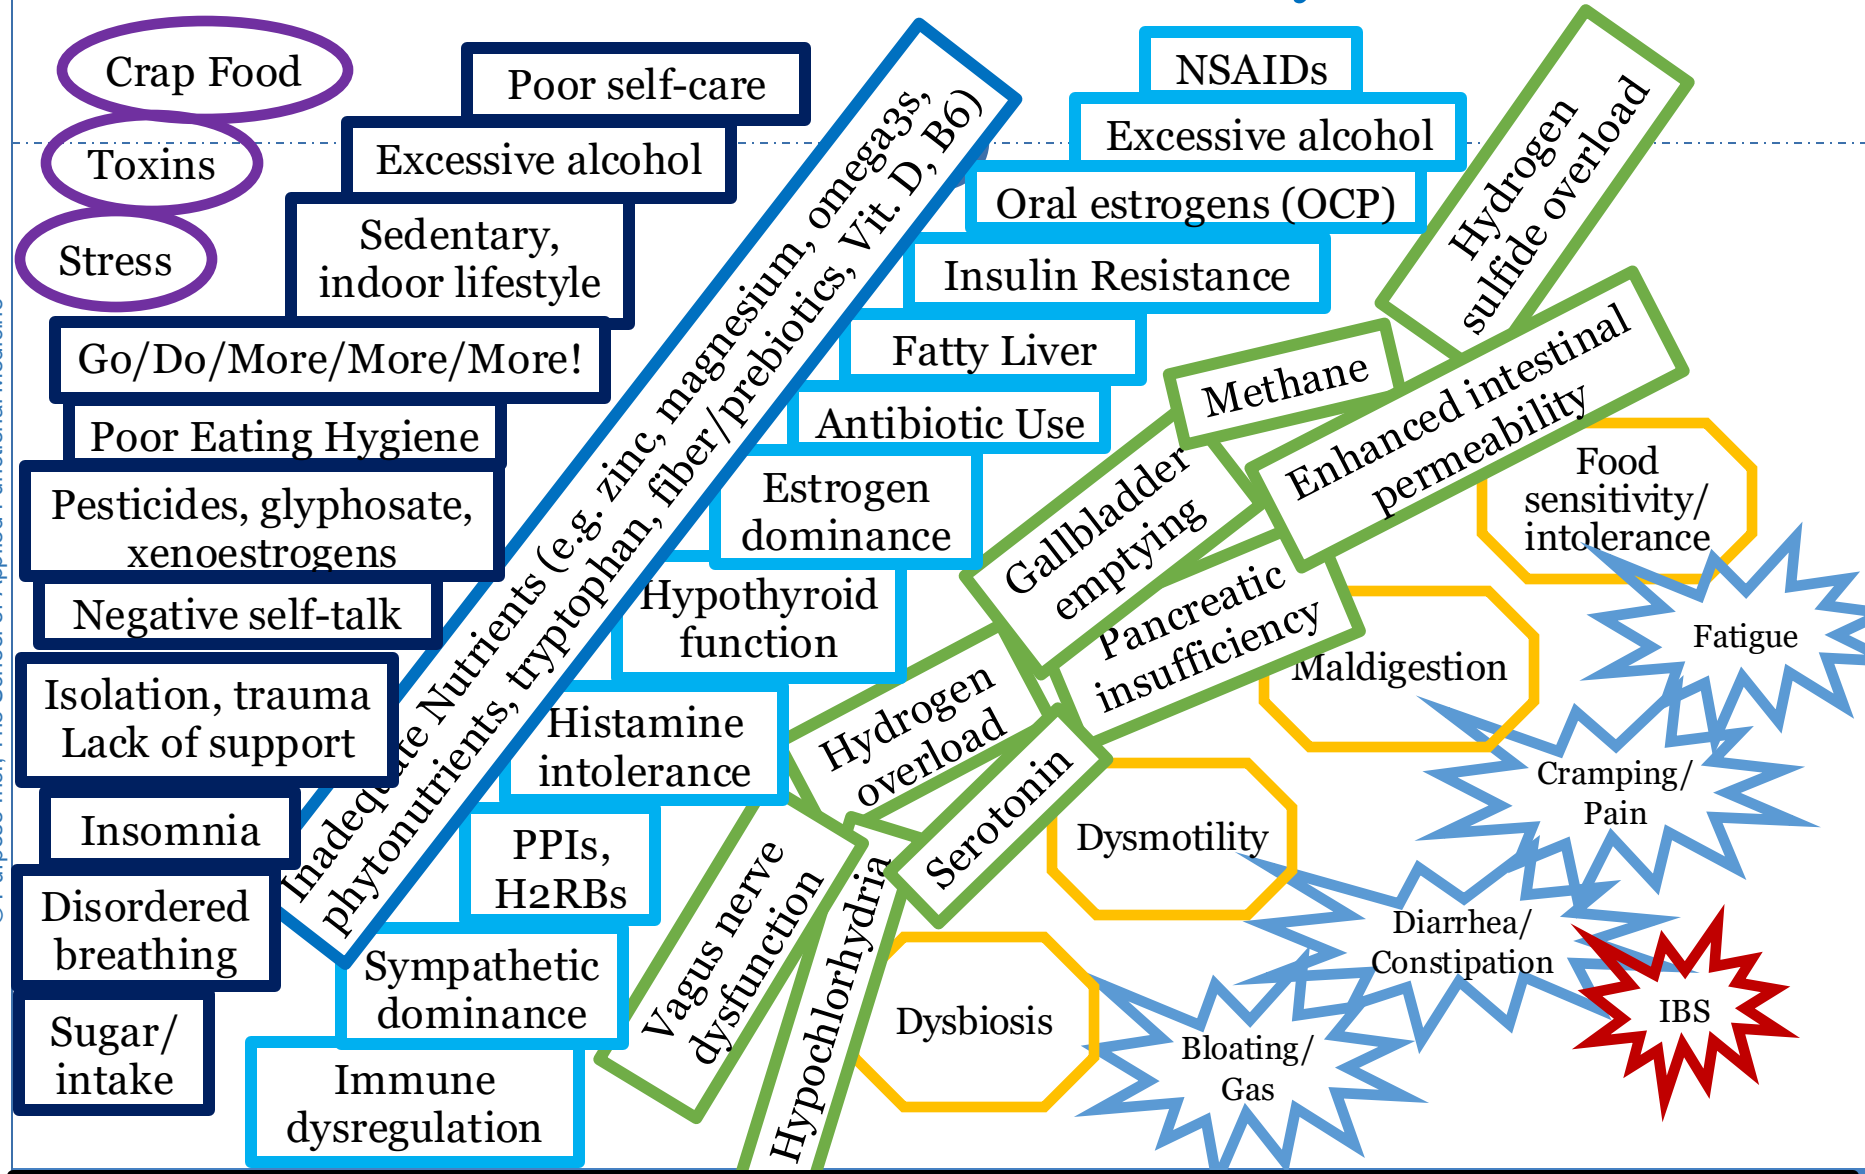 Crap Food
Toxins
Stress
Poor self-care
Excessive alcohol
Sedentary,
indoor lifestyle
Go/Do/More/More/More!
Poor Eating Hygiene
Pesticides, glyphosate,
xenoestrogens
Negative self-talk
Isolation, trauma
Lack of support
Insomnia
Disordered
breathing
Sugar/
intake
Inadequate Nutrients (e.g. zinc, magnesium, omega3s,
phytonutrients, tryptophan, fiber/prebiotics, Vit. D, B6)
NSAIDs
Excessive alcohol
Oral estrogens (OCP)
Insulin Resistance
Fatty Liver
Antibiotic Use
Estrogen
dominance
Hypothyroid
function
Histamine
intolerance
PPIs,
H2RBs
Sympathetic
dominance
Immune
dysregulation
Hydrogen
sulfide overload
Methane
Enhanced intestinal
permeability
Gallbladder
emptying
Pancreatic
insufficiency
Hydrogen
overload
Serotonin
Vagus nerve
dysfunction
Hypochlorhydria
Food
sensitivity/
intolerance
Maldigestion
Dysmotility
Dysbiosis
Fatigue
Cramping/
Pain
Diarrhea/
Constipation
Bloating/
Gas
IBS